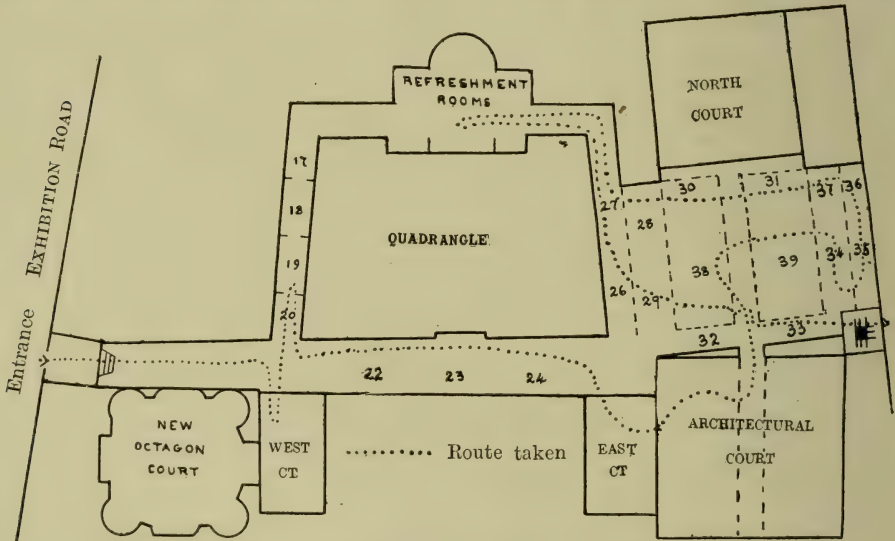 Entrance EXHIBITION ROAD
REFRESHMENT
ROOMS
NORTH
COURT
17
18
19
20
QUADRANGLE
27
28
30
31
37
36
26
29
38
39
34
35
32
33
22
23
24
NEW
OCTAGON
COURT
WEST
CT.
Route taken
EAST
CT
ARCHITECTURAL
COURT